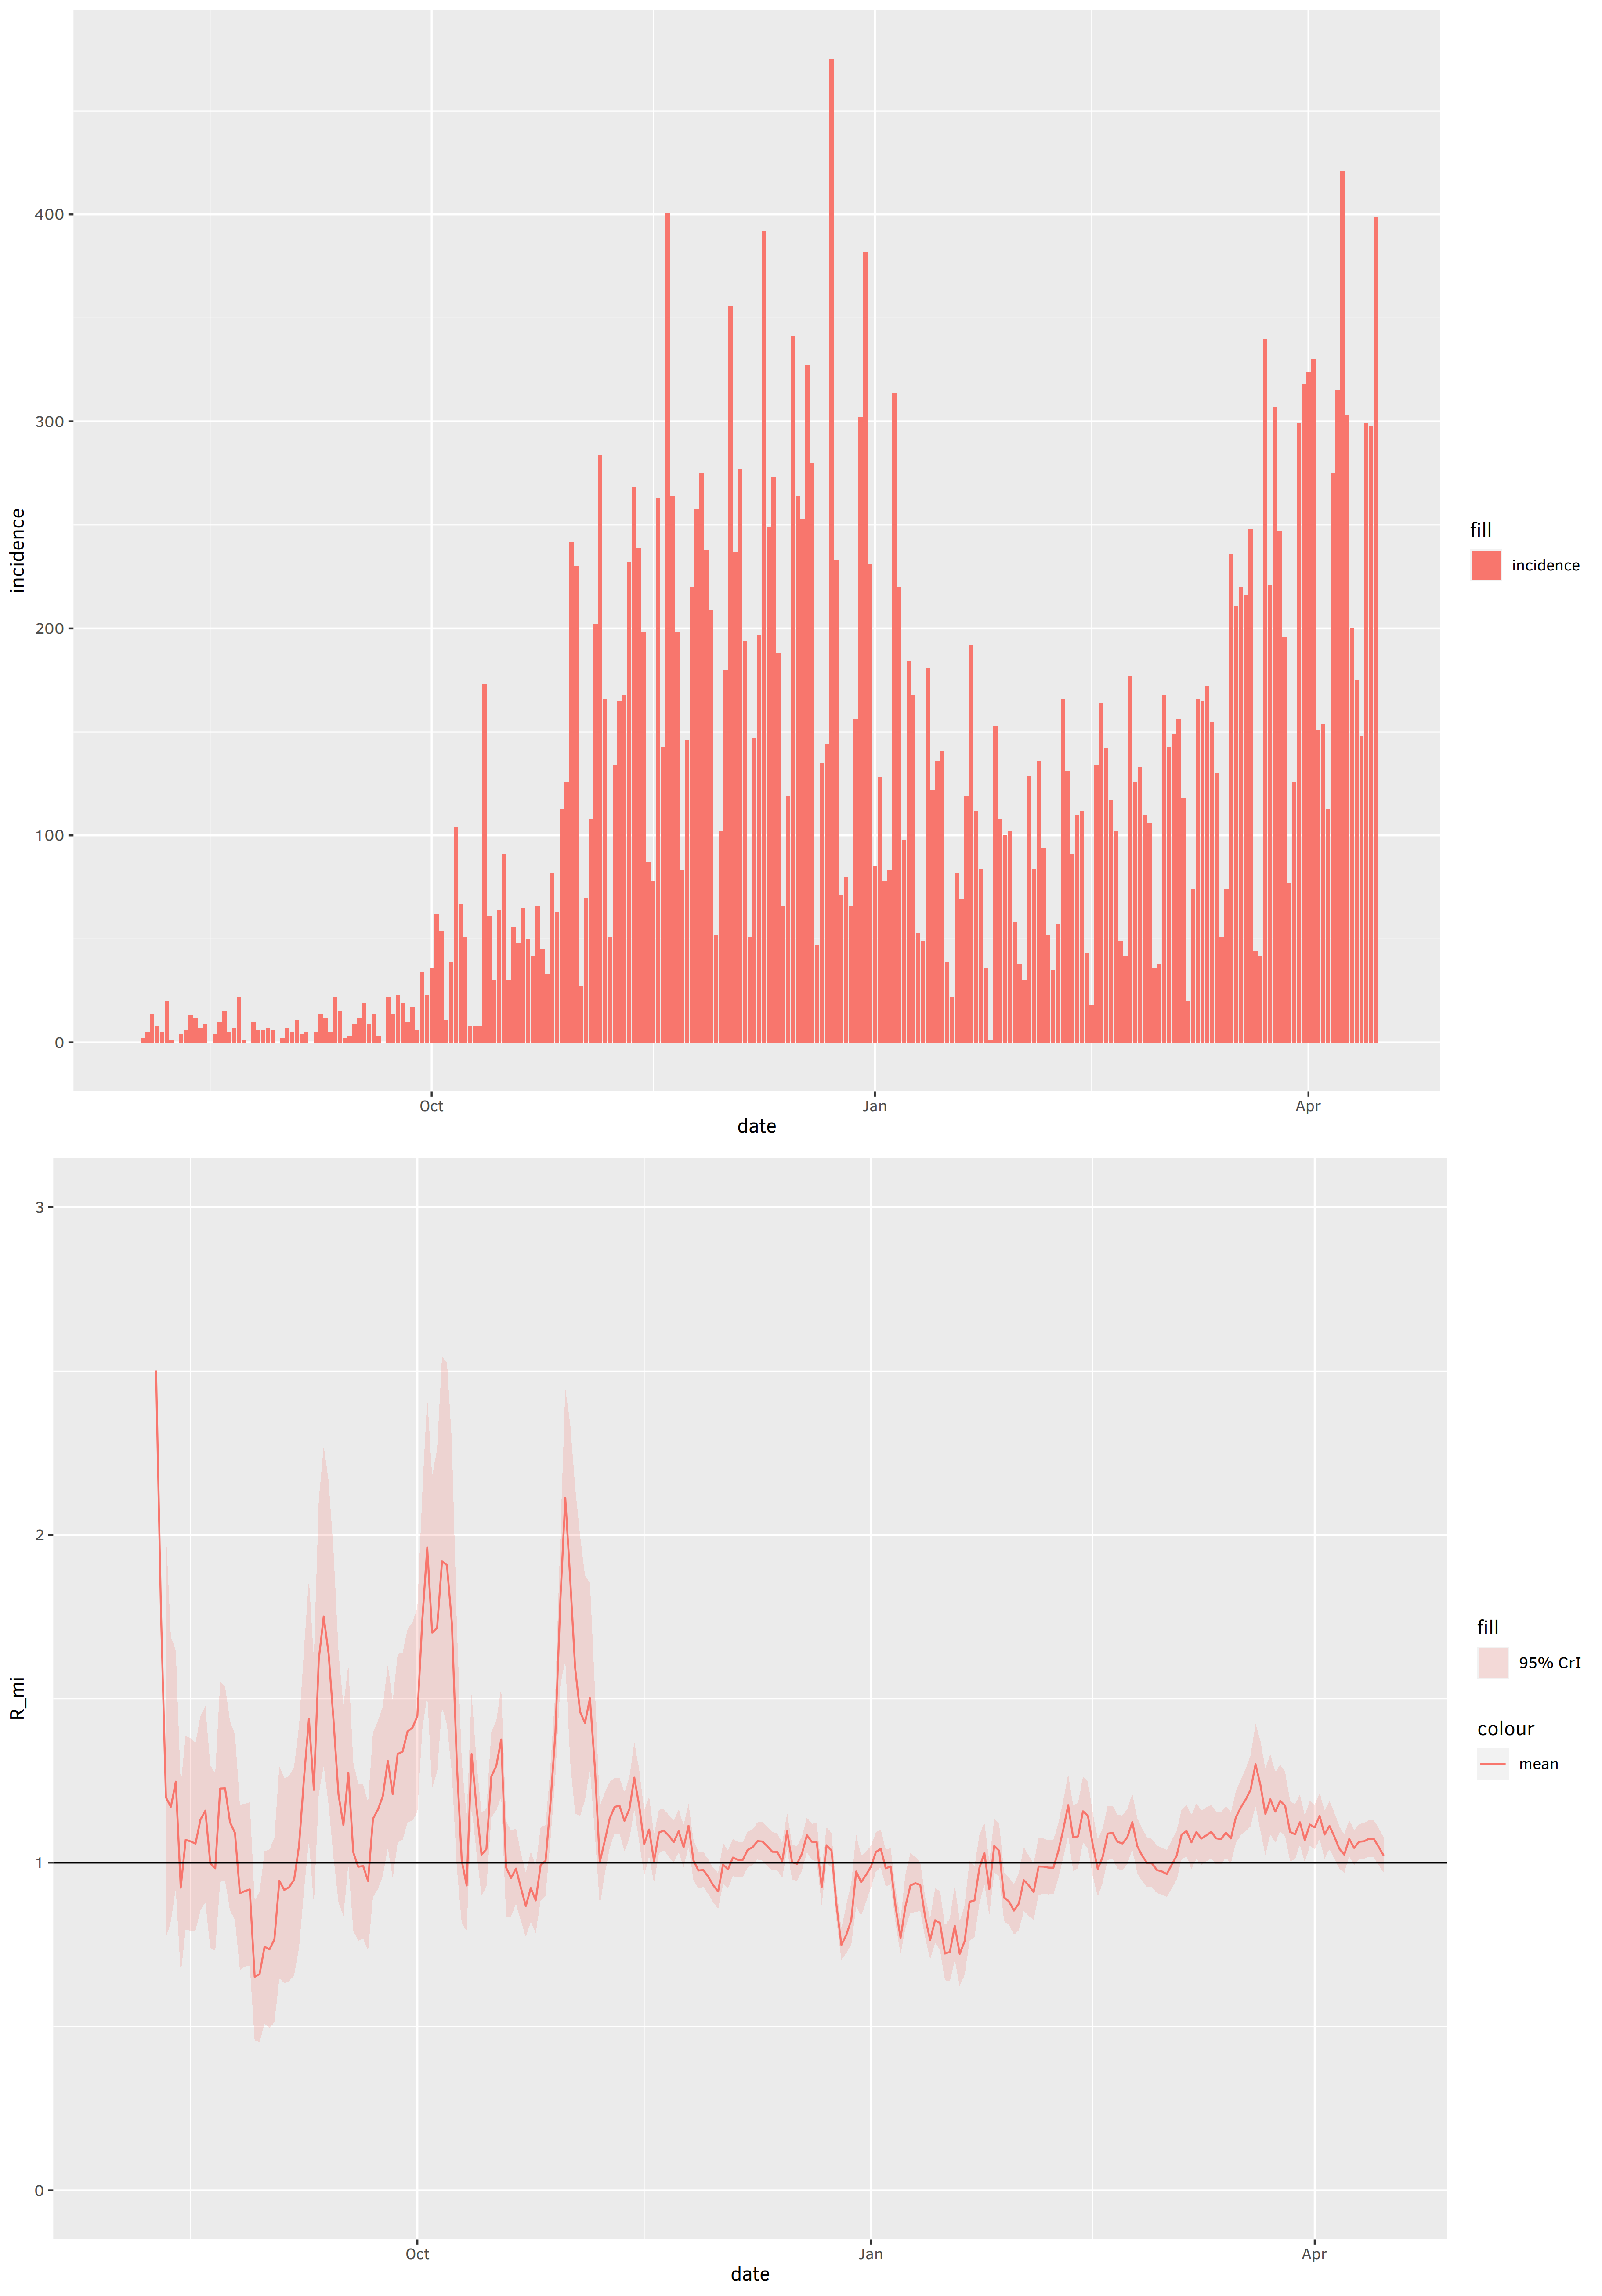 400
300
200
100
0
incidence
Oct
Jan
Apr
date
fill
incidence
3
2
1
0
R_mi
Oct
Jan
Apr
date
fill
95% CrI
colour
mean